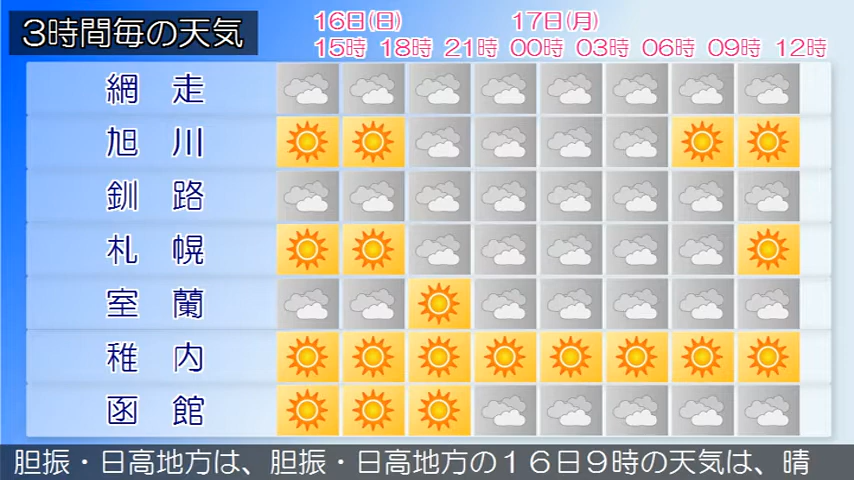 3時間毎の天気
16日(日) 17日(月)
15時 18時 21時 00時 03時 06時 09時 12時
網 走
旭 川
釧 路
札 幌
室 蘭
稚 内
函 館
胆振・日高地方は、胆振・日高地方の１６日９時の天気は、晴